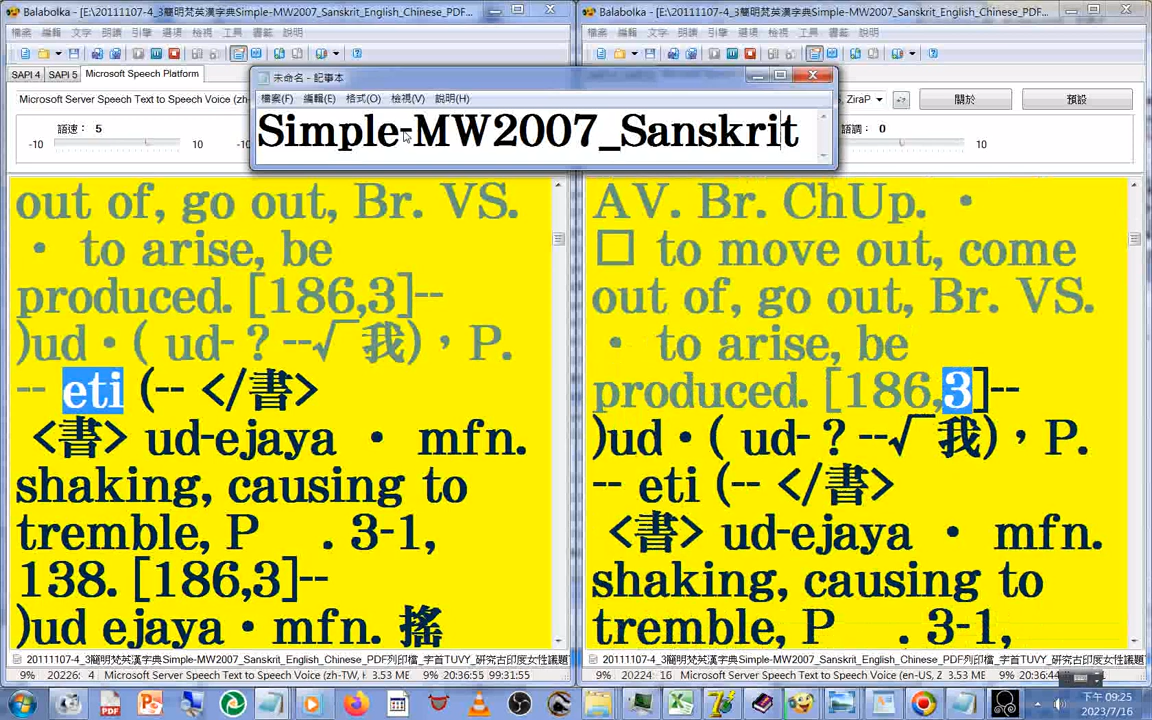 Balabolka - [E:\20111107-4_3簡明梵英漢字典Simple-MW2007_Sanskrit_English_Chinese_PDF...
檔案 編輯 文字 朗讀 引擎 選項 檢視 工具 書籤 說明
SAPI 4 SAPI 5 Microsoft Speech Platform
Microsoft Server Speech Text to Speech Voice (zh-
語速： 5
-10 10 -10
out of, go out, Br. VS.
• to arise, be
produced. [186,3]--
)ud•( ud-？--√我)，P.
-- eti (-- </書>
<書> ud-ejaya • mfn.
shaking, causing to
tremble, P . 3-1,
138. [186,3]--
)ud ejaya•mfn. 搖
20111107-4_3簡明梵英漢字典Simple-MW2007_Sanskrit_English_Chinese_PDF列印檔_字首TUVY_研究古印度女性議題
9% 20226: 4 Microsoft Server Speech Text to Speech Voice (zh-TW, 3.53 ME 9% 20:36:55 99:31:55
未命名 - 記事本
檔案(F) 編輯(E) 格式(O) 檢視(V) 說明(H)
Simple-MW2007_Sanskrit
Balabolka - [E:\20111107-4_3簡明梵英漢字典Simple-MW2007_Sanskrit_English_Chinese_PDF...
檔案 編輯 文字 朗讀 引擎 選項 檢視 工具 書籤 說明
, ZiraP 關於 預設
語調： 0
10
AV. Br. ChUp. •
□ to move out, come
out of, go out, Br. VS.
• to arise, be
produced. [186,3]--
)ud•( ud-？--√我)，P.
-- eti (-- </書>
<書> ud-ejaya • mfn.
shaking, causing to
tremble, P . 3-1,
20111107-4_3簡明梵英漢字典Simple-MW2007_Sanskrit_English_Chinese_PDF列印檔_字首TUVY_研究古印度女性議題
9% 20224: 16 Microsoft Server Speech Text to Speech Voice (en-US, Z 3.53 ME 9% 20:36:44
下午 09:25
2023/7/16